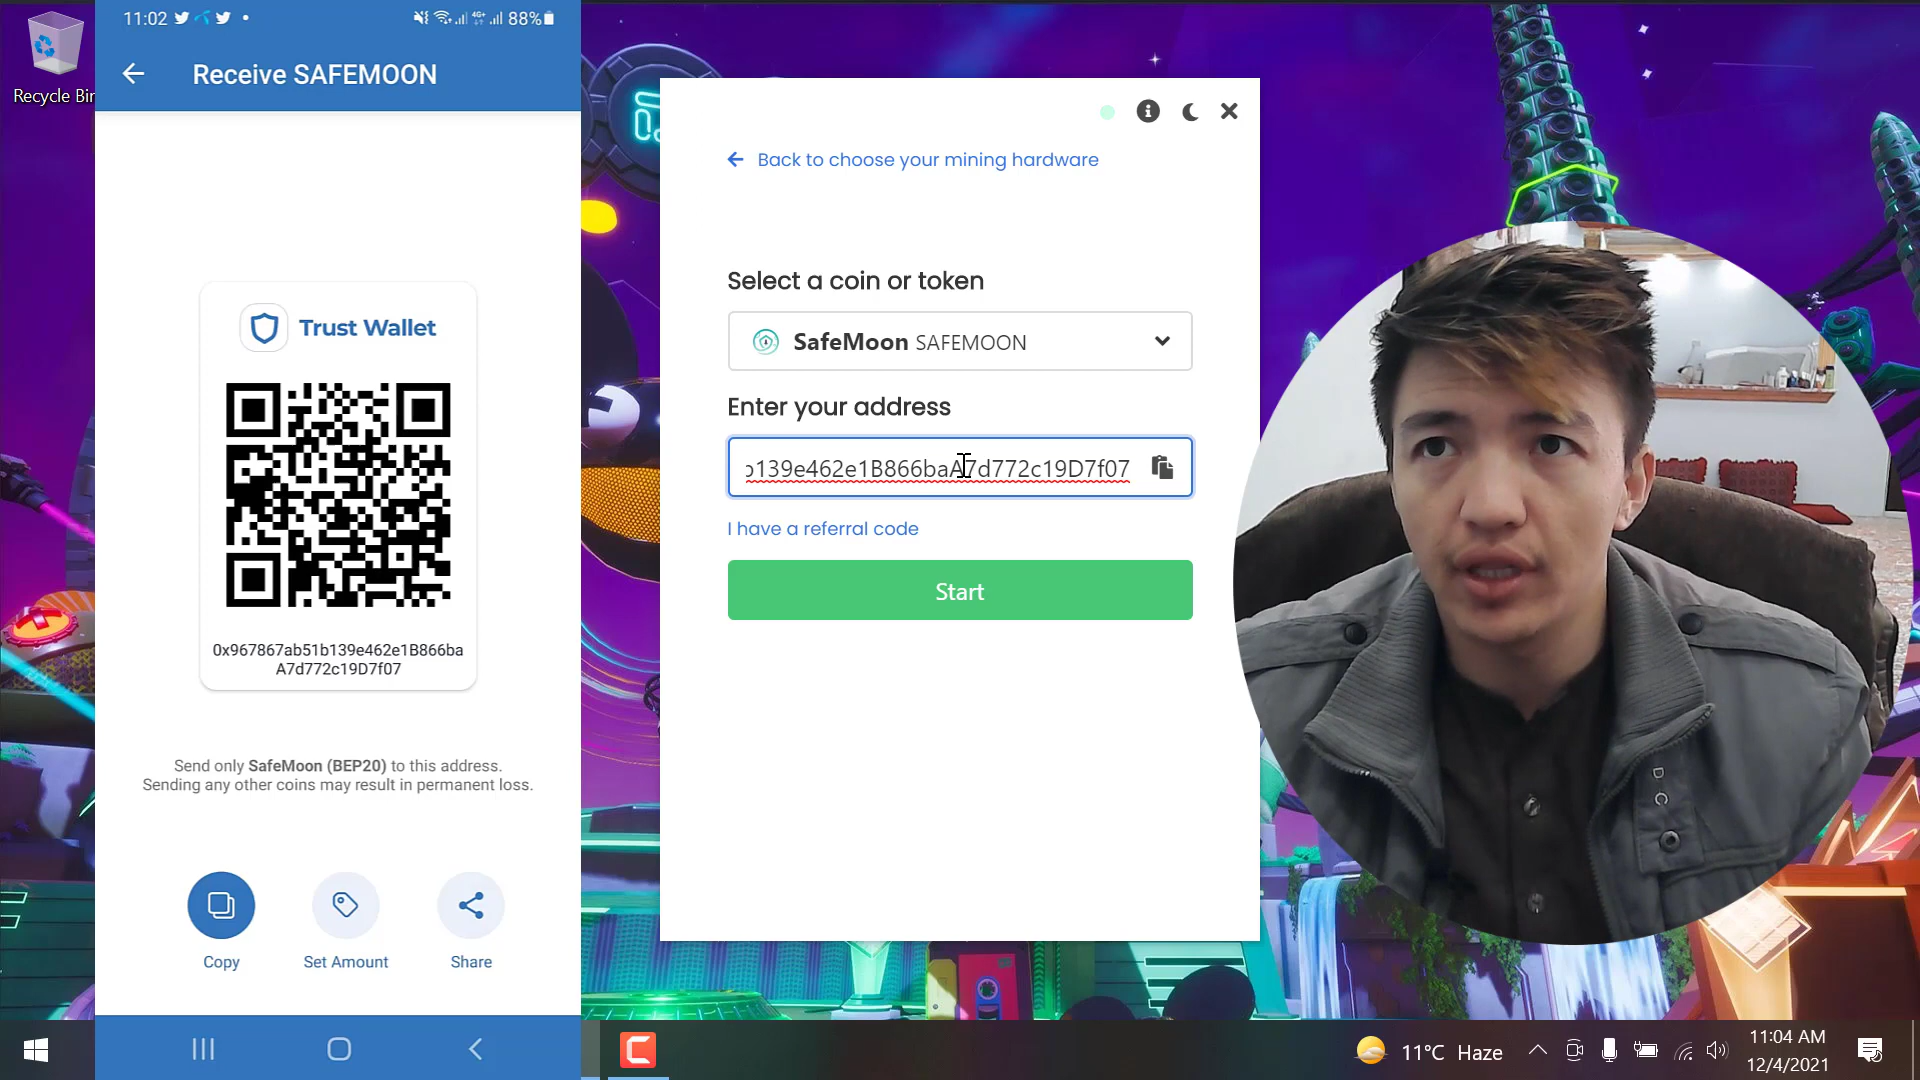 Recycle Bin
11:02
4G+
88%
Receive SAFEMOON
Trust Wallet
0x967867ab51b139e462e1B866ba
A7d772c19D7f07
Send only SafeMoon (BEP20) to this address.
Sending any other coins may result in permanent loss.
Copy
Set Amount
Share
Back to choose your mining hardware
Select a coin or token
SafeMoon SAFEMOON
Enter your address
b139e462e1B866baA7d772c19D7f07
I have a referral code
Start
11°C Haze
11:04 AM
12/4/2021